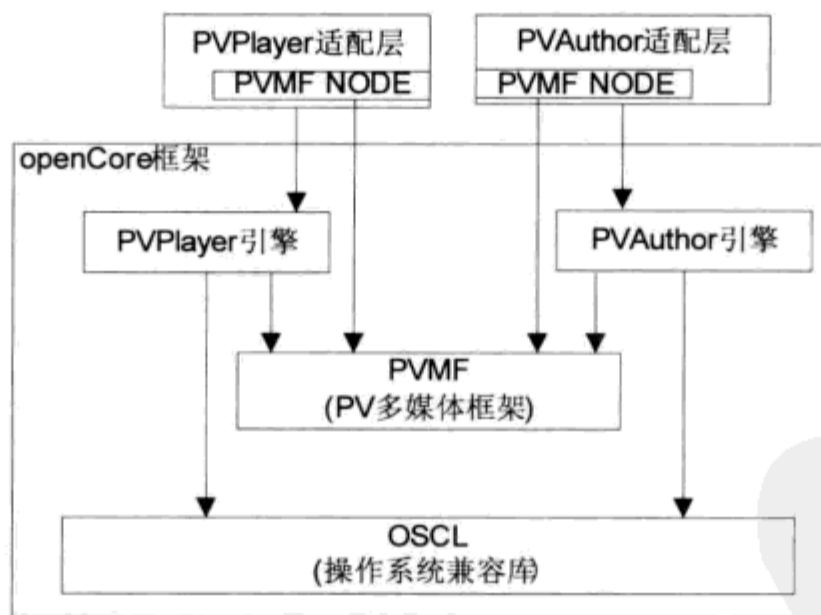 PVPlayer适配层
PVMF NODE
PVAuthor适配层
PVMF NODE
openCore框架
PVPlayer引擎
PVAuthor引擎
PVMF
(PV多媒体框架)
OSCL
(操作系统兼容库)